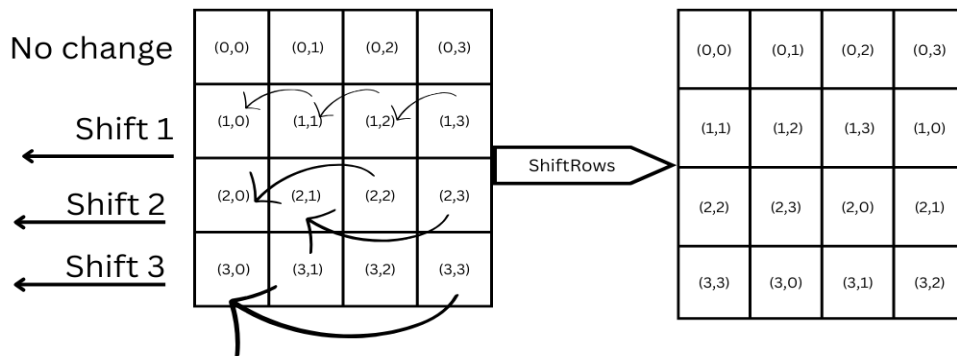 No change
Shift 1
Shift 2
Shift 3
(0,0) (0,1) (0,2) (0,3)
(1,0) (1,1) (1,2) (1,3)
(2,0) (2,1) (2,2) (2,3)
(3,0) (3,1) (3,2) (3,3)
ShiftRows
(0,0) (0,1) (0,2) (0,3)
(1,1) (1,2) (1,3) (1,0)
(2,2) (2,3) (2,0) (2,1)
(3,3) (3,0) (3,1) (3,2)